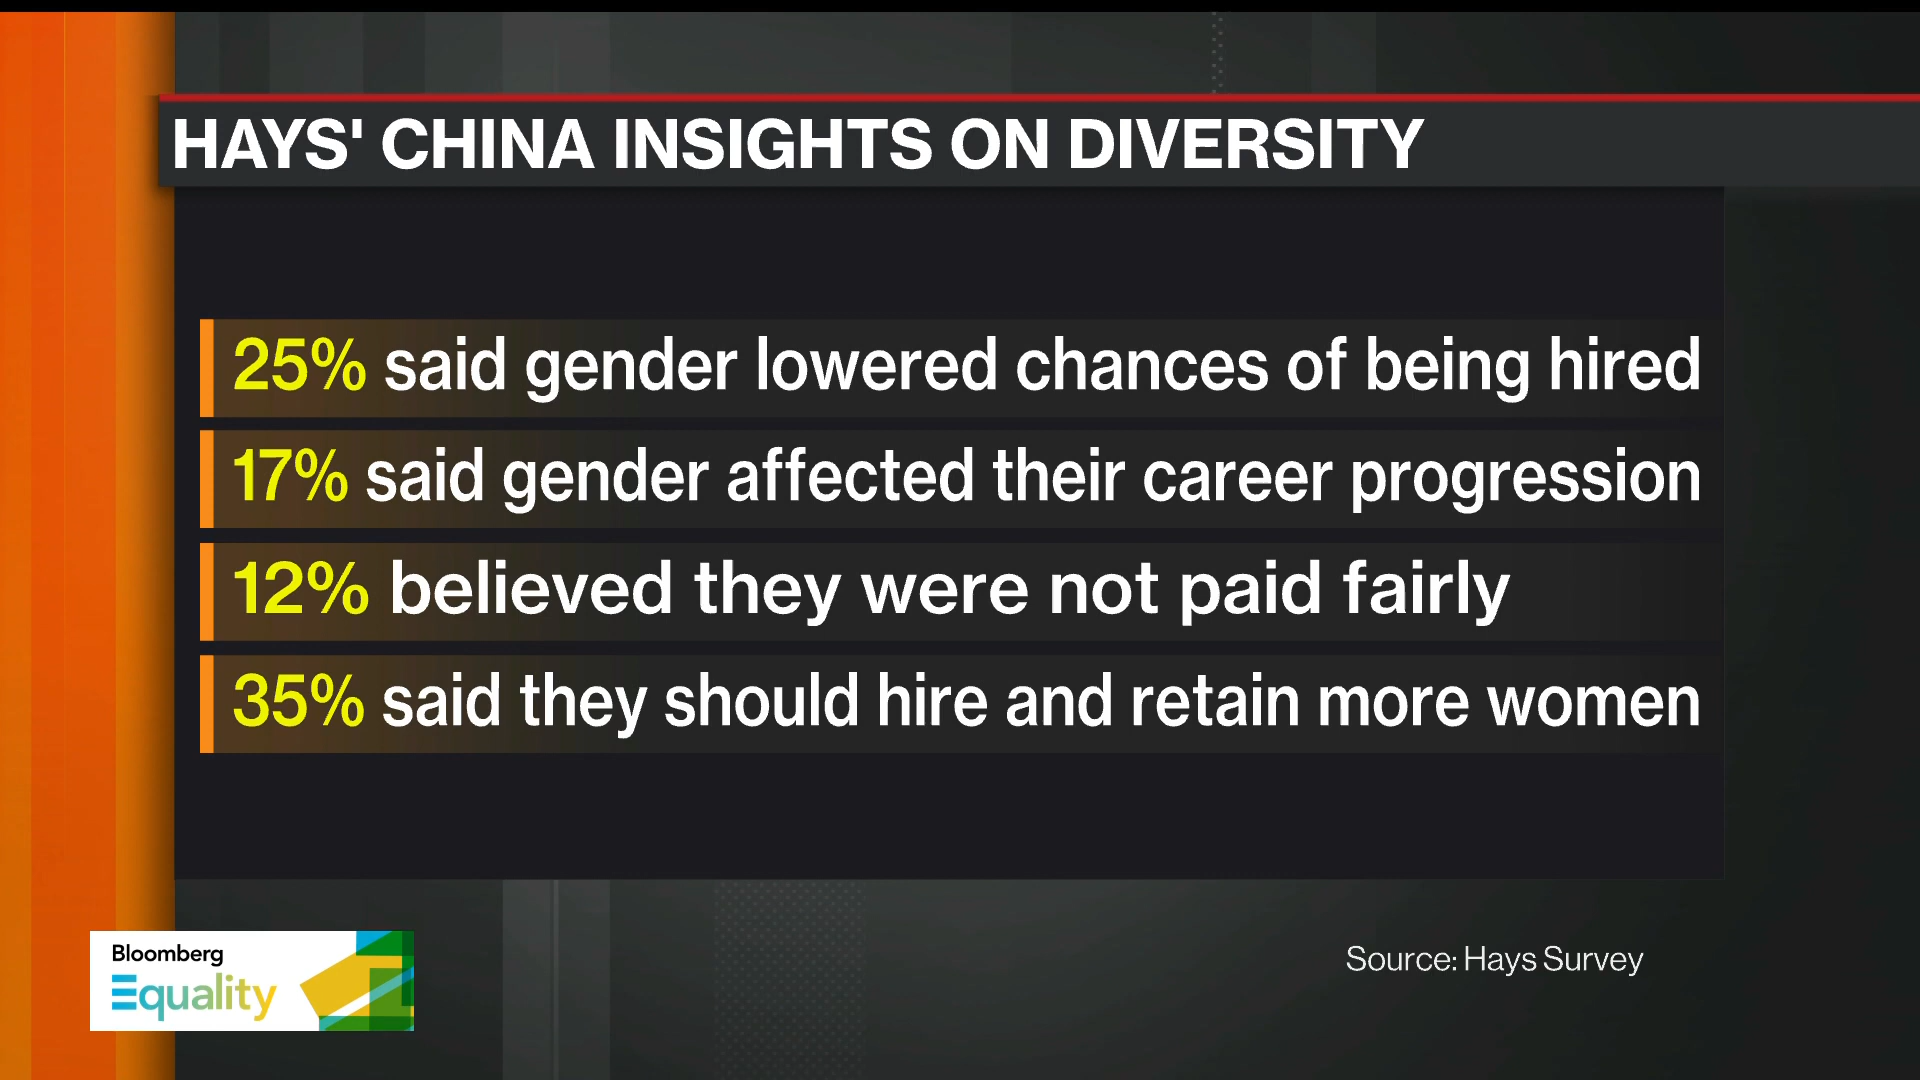 HAYS' CHINA INSIGHTS ON DIVERSITY
25% said gender lowered chances of being hired
17% said gender affected their career progression
12% believed they were not paid fairly
35% said they should hire and retain more women
Bloomberg
Equality
Source: Hays Survey